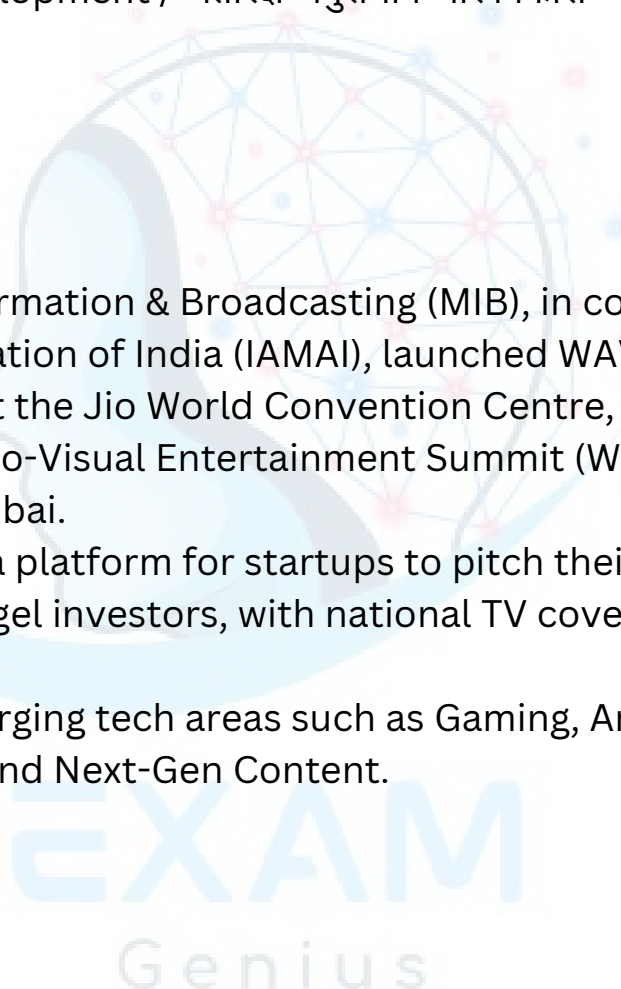 lopment /
rmation & Broadcasting (MIB), in co
ation of India (IAMAI), launched WAV
t the Jio World Convention Centre,
o-Visual Entertainment Summit (W
bai.
a platform for startups to pitch thei
gel investors, with national TV cove
rging tech areas such as Gaming, Ar
nd Next-Gen Content.
EXAM
Genius